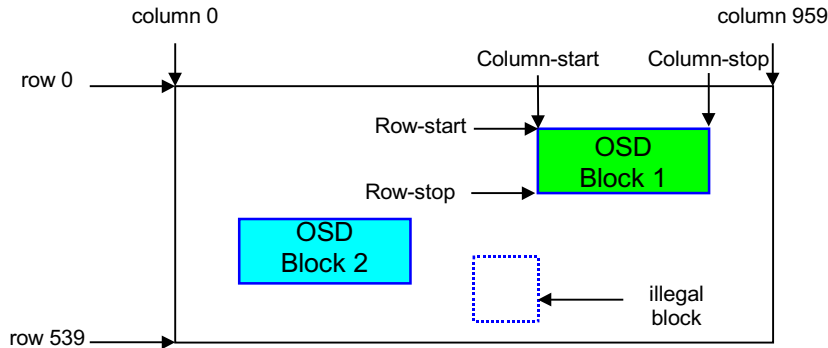 column 0
column 959
Column-start
Column-stop
row 0
Row-start
OSD
Block 1
Row-stop
OSD
Block 2
illegal
block
row 539